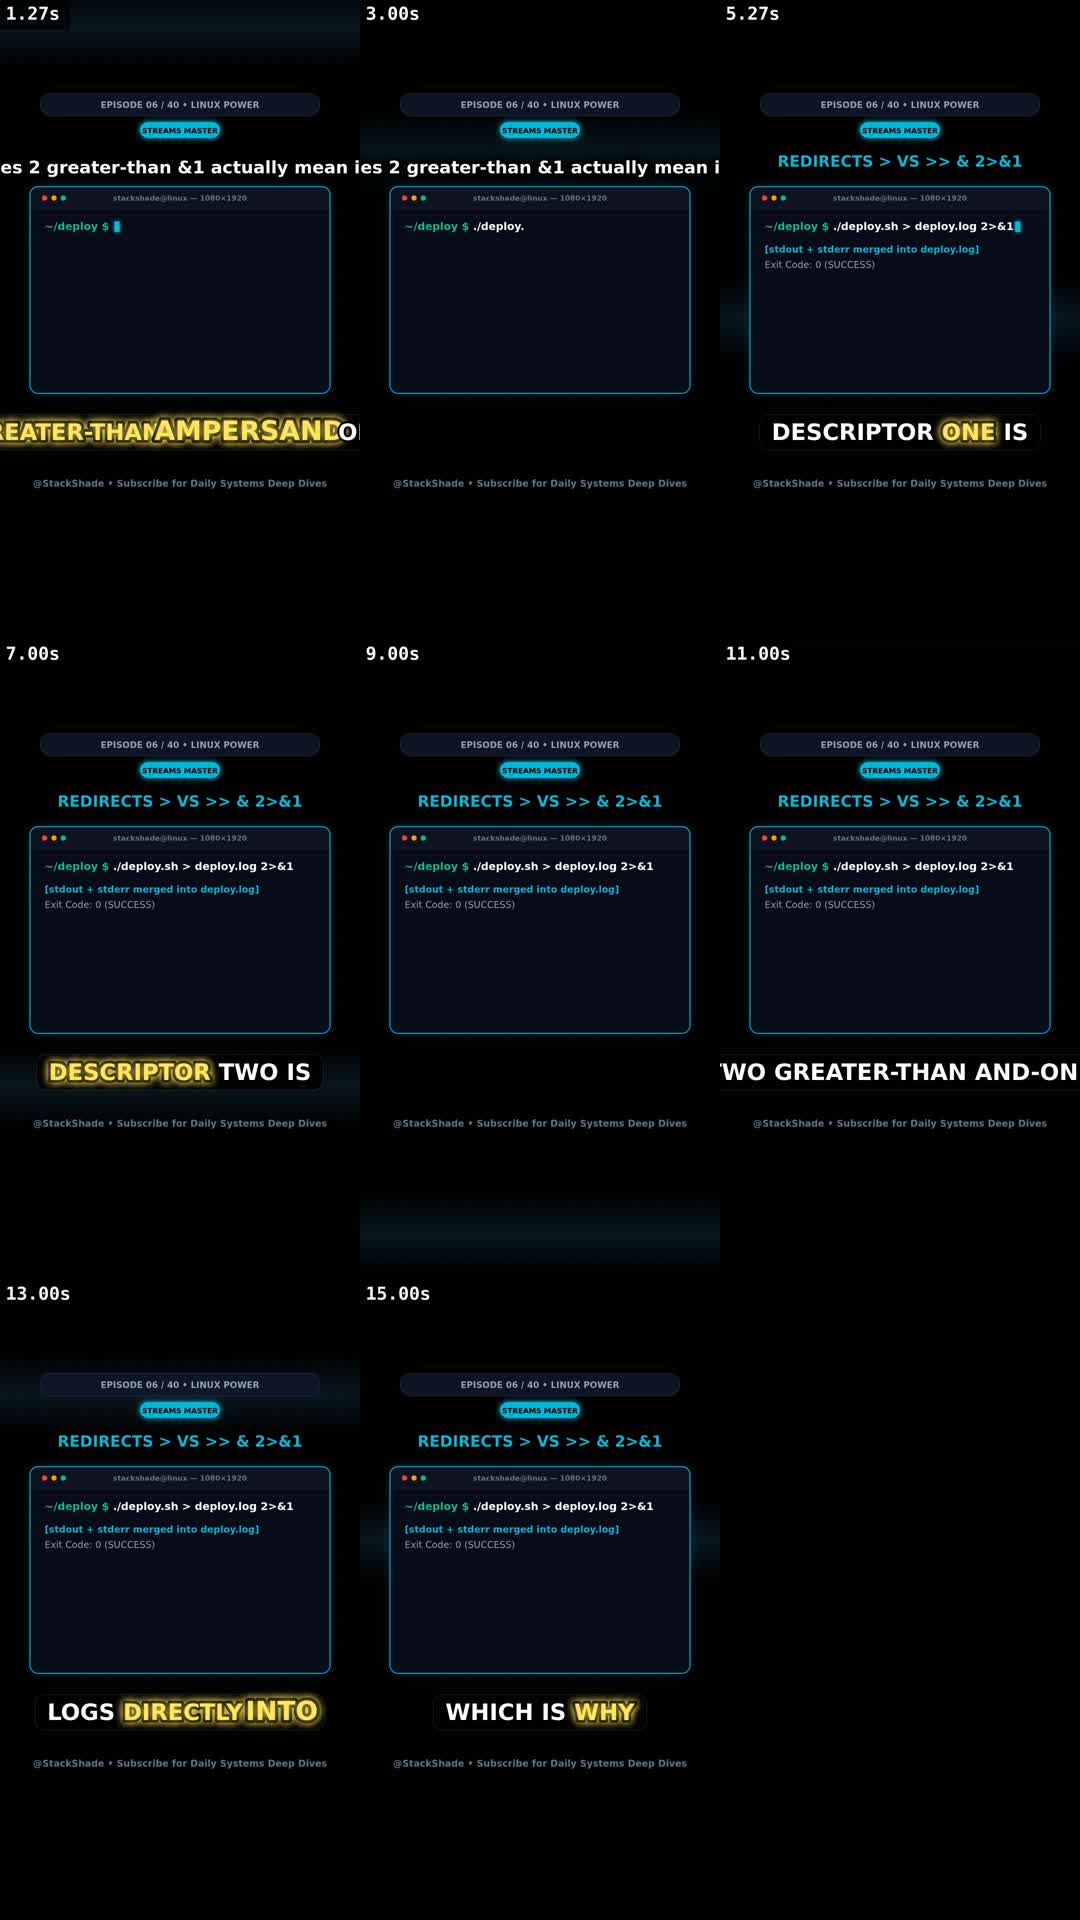 1.27s
EPISODE 06 / 40 • LINUX POWER
STREAMS MASTER
es 2 greater-than &1 actually mean i
stackshade@linux — 1080×1920
~/deploy $
REATER-THAN AMPERSAND
@StackShade • Subscribe for Daily Systems Deep Dives
3.00s
EPISODE 06 / 40 • LINUX POWER
STREAMS MASTER
ies 2 greater-than &1 actually mean i
stackshade@linux — 1080×1920
~/deploy $ ./deploy.
@StackShade • Subscribe for Daily Systems Deep Dives
5.27s
EPISODE 06 / 40 • LINUX POWER
STREAMS MASTER
REDIRECTS > VS >> & 2>&1
stackshade@linux — 1080×1920
~/deploy $ ./deploy.sh > deploy.log 2>&1
[stdout + stderr merged into deploy.log]
Exit Code: 0 (SUCCESS)
DESCRIPTOR ONE IS
@StackShade • Subscribe for Daily Systems Deep Dives
7.00s
EPISODE 06 / 40 • LINUX POWER
STREAMS MASTER
REDIRECTS > VS >> & 2>&1
stackshade@linux — 1080×1920
~/deploy $ ./deploy.sh > deploy.log 2>&1
[stdout + stderr merged into deploy.log]
Exit Code: 0 (SUCCESS)
DESCRIPTOR TWO IS
@StackShade • Subscribe for Daily Systems Deep Dives
9.00s
EPISODE 06 / 40 • LINUX POWER
STREAMS MASTER
REDIRECTS > VS >> & 2>&1
stackshade@linux — 1080×1920
~/deploy $ ./deploy.sh > deploy.log 2>&1
[stdout + stderr merged into deploy.log]
Exit Code: 0 (SUCCESS)
@StackShade • Subscribe for Daily Systems Deep Dives
11.00s
EPISODE 06 / 40 • LINUX POWER
STREAMS MASTER
REDIRECTS > VS >> & 2>&1
stackshade@linux — 1080×1920
~/deploy $ ./deploy.sh > deploy.log 2>&1
[stdout + stderr merged into deploy.log]
Exit Code: 0 (SUCCESS)
TWO GREATER-THAN AND-ON
@StackShade • Subscribe for Daily Systems Deep Dives
13.00s
EPISODE 06 / 40 • LINUX POWER
STREAMS MASTER
REDIRECTS > VS >> & 2>&1
stackshade@linux — 1080×1920
~/deploy $ ./deploy.sh > deploy.log 2>&1
[stdout + stderr merged into deploy.log]
Exit Code: 0 (SUCCESS)
LOGS DIRECTLY INTO
@StackShade • Subscribe for Daily Systems Deep Dives
15.00s
EPISODE 06 / 40 • LINUX POWER
STREAMS MASTER
REDIRECTS > VS >> & 2>&1
stackshade@linux — 1080×1920
~/deploy $ ./deploy.sh > deploy.log 2>&1
[stdout + stderr merged into deploy.log]
Exit Code: 0 (SUCCESS)
WHICH IS WHY
@StackShade • Subscribe for Daily Systems Deep Dives